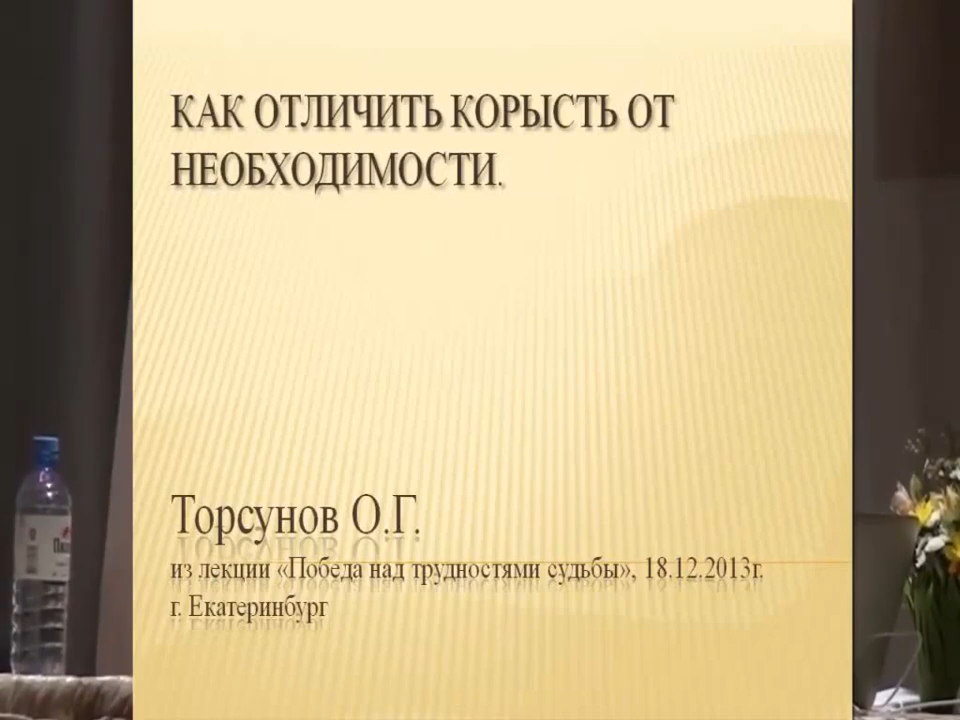 КАК ОТЛИЧИТЬ КОРЫСТЬ ОТ
НЕОБХОДИМОСТИ.
Торсунов О.Г.
из лекции «Победа над трудностями судьбы», 18.12.2013г.
г. Екатеринбург